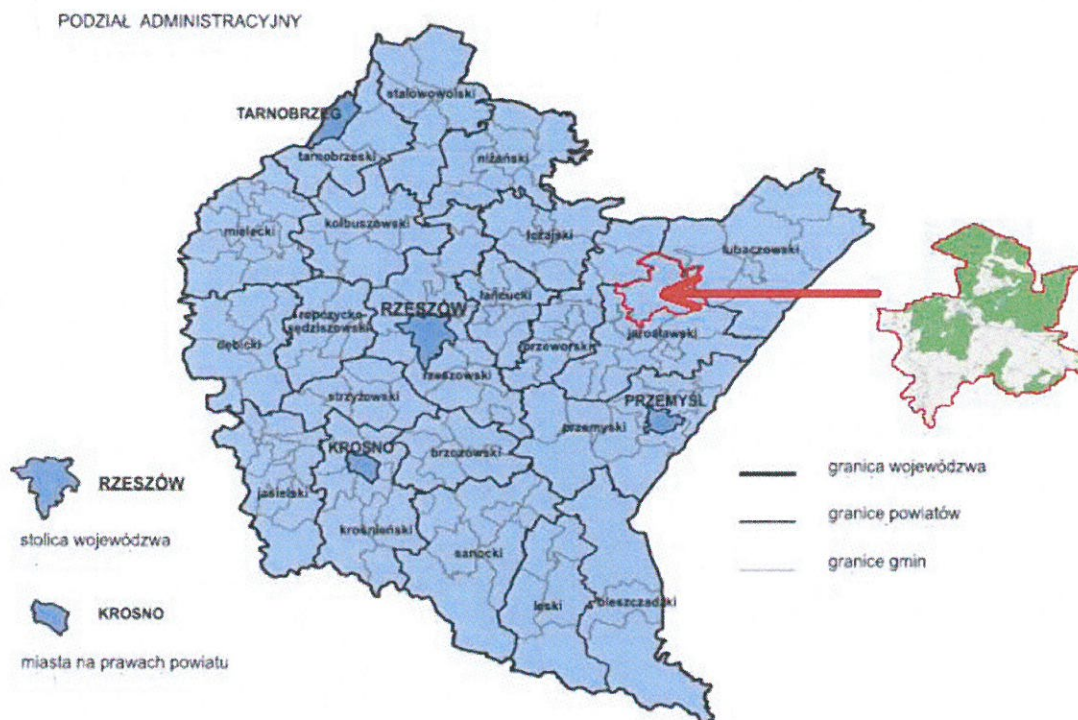 PODZIAŁ ADMINISTRACYJNY
stalowowolski
TARNOBRZEG
tarnobrzeski
niżański
mielecki
kolbuszowski
leżajski
lubaczowski
RZESZÓW
łańcucki
ropczycko-
sędziszowski
dębicki
jarosławski
przeworski
rzeszowski
strzyżowski
PRZEMYŚL
przemyski
KROSNO
brzozowski
jasielski
krośnieński
sanocki
leski
bieszczadzki
RZESZÓW
stolica wojewódzwa
KROSNO
miasta na prawach powiatu
granica wojewódzwa
granice powiatów
granice gmin